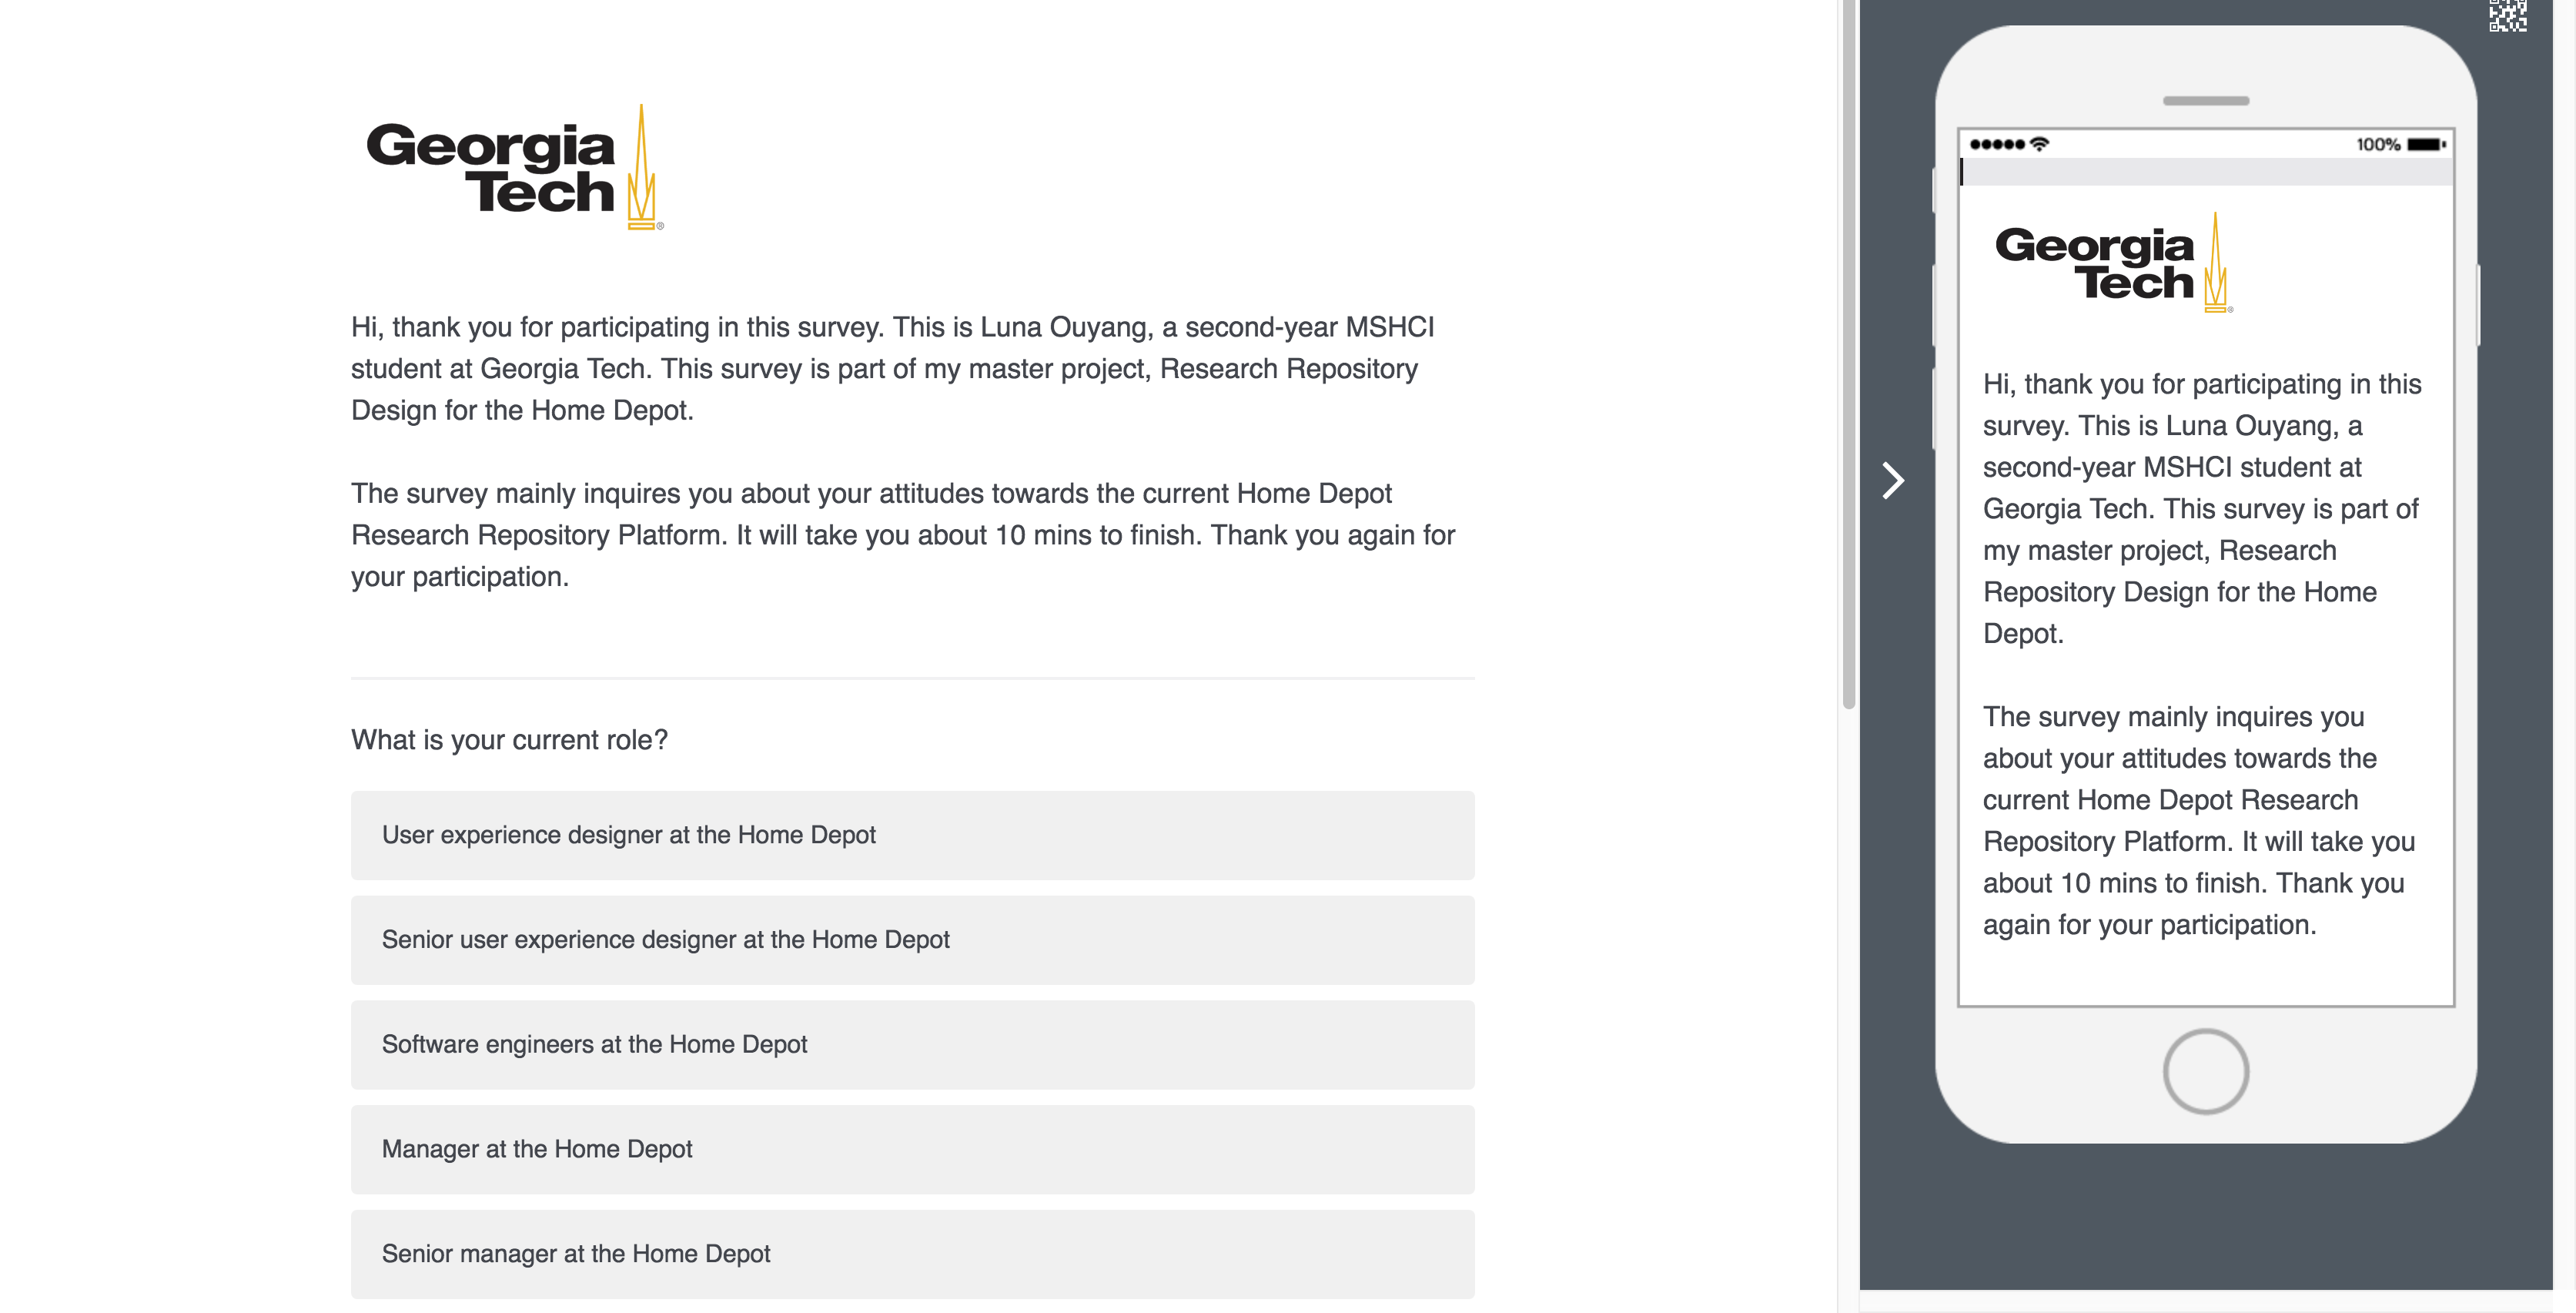 Georgia
Tech
®
Hi, thank you for participating in this survey. This is Luna Ouyang, a second-year MSHCI
student at Georgia Tech. This survey is part of my master project, Research Repository
Design for the Home Depot.
The survey mainly inquires you about your attitudes towards the current Home Depot
Research Repository Platform. It will take you about 10 mins to finish. Thank you again for
your participation.
What is your current role?
User experience designer at the Home Depot
Senior user experience designer at the Home Depot
Software engineers at the Home Depot
Manager at the Home Depot
Senior manager at the Home Depot
100%
Georgia
Tech
®
Hi, thank you for participating in this
survey. This is Luna Ouyang, a
second-year MSHCI student at
Georgia Tech. This survey is part of
my master project, Research
Repository Design for the Home
Depot.
The survey mainly inquires you
about your attitudes towards the
current Home Depot Research
Repository Platform. It will take you
about 10 mins to finish. Thank you
again for your participation.